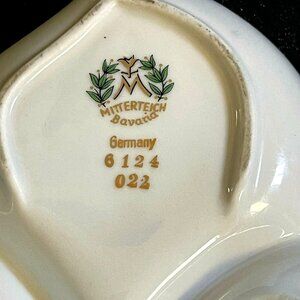 M
MITTERTEICH
Bavaria
Germany
6124
022